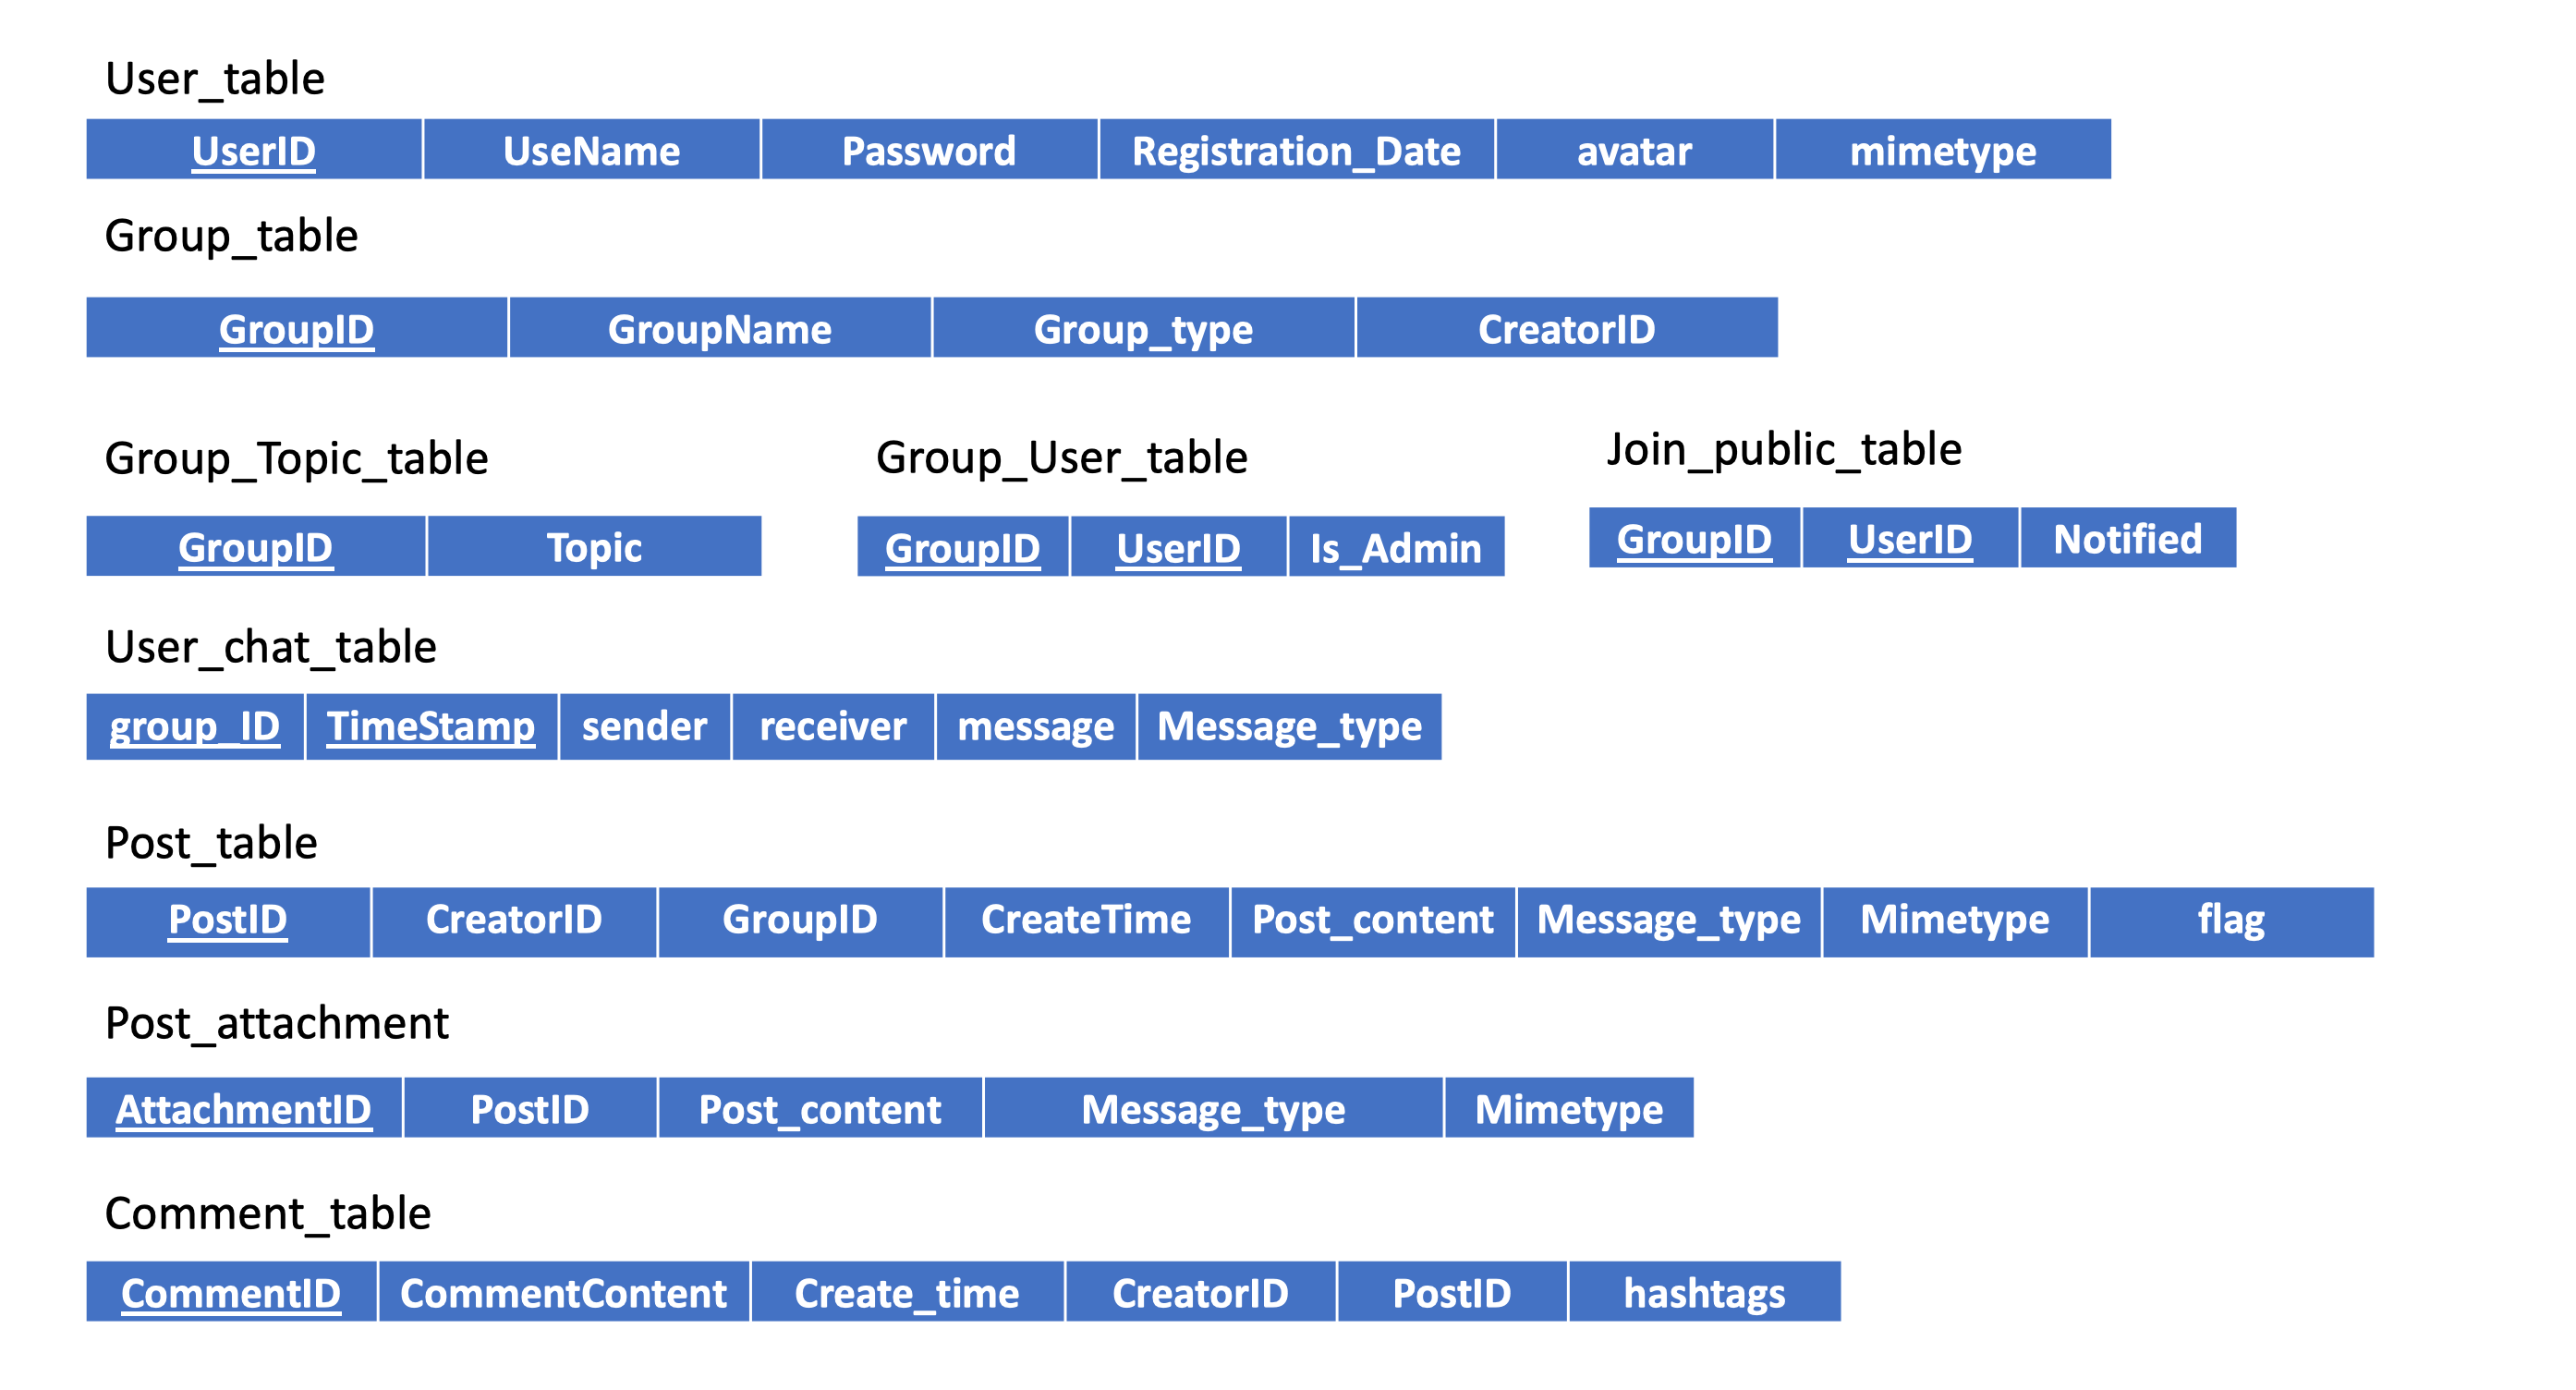 User_table
UserID UseName Password Registration_Date avatar mimetype
Group_table
GroupID GroupName Group_type CreatorID
Group_Topic_table
GroupID Topic
Group_User_table
GroupID UserID Is_Admin
Join_public_table
GroupID UserID Notified
User_chat_table
group_ID TimeStamp sender receiver message Message_type
Post_table
PostID CreatorID GroupID CreateTime Post_content Message_type Mimetype flag
Post_attachment
AttachmentID PostID Post_content Message_type Mimetype
Comment_table
CommentID CommentContent Create_time CreatorID PostID hashtags